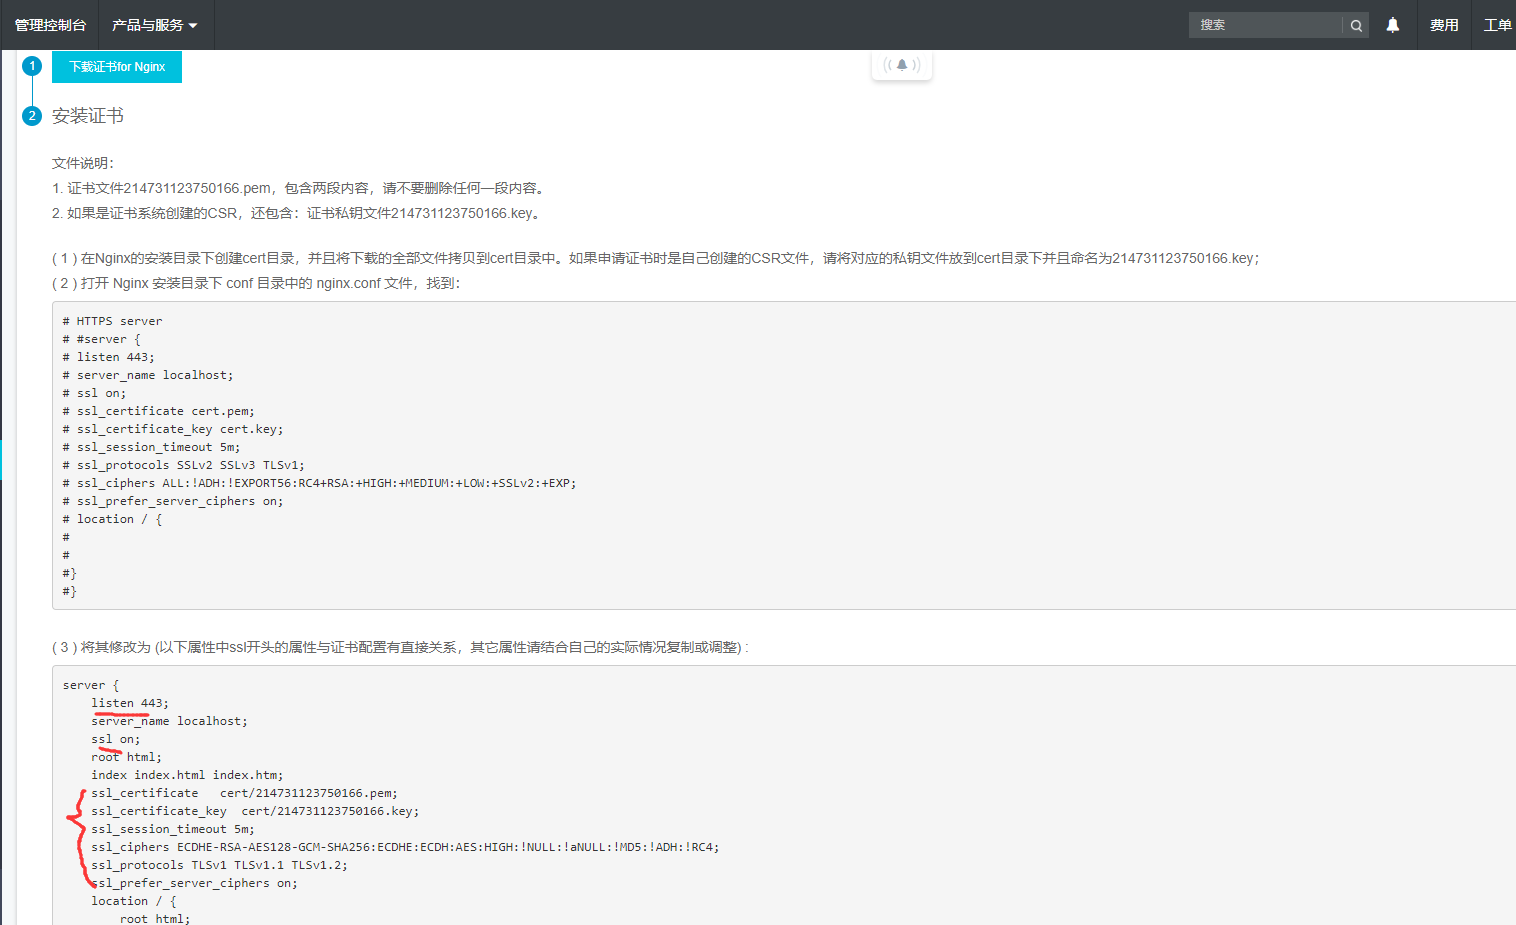 管理控制台 产品与服务 搜索 费用 工单
1 下载证书for Nginx
2 安装证书
文件说明：
1. 证书文件214731123750166.pem，包含两段内容，请不要删除任何一段内容。
2. 如果是证书系统创建的CSR，还包含：证书私钥文件214731123750166.key。
( 1 ) 在Nginx的安装目录下创建cert目录，并且将下载的全部文件拷贝到cert目录中。如果申请证书时是自己创建的CSR文件，请将对应的私钥文件放到cert目录下并且命名为214731123750166.key；
( 2 ) 打开 Nginx 安装目录下 conf 目录中的 nginx.conf 文件，找到：
# HTTPS server
# #server {
# listen 443;
# server_name localhost;
# ssl on;
# ssl_certificate cert.pem;
# ssl_certificate_key cert.key;
# ssl_session_timeout 5m;
# ssl_protocols SSLv2 SSLv3 TLSv1;
# ssl_ciphers ALL:!ADH:!EXPORT56:RC4+RSA:+HIGH:+MEDIUM:+LOW:+SSLv2:+EXP;
# ssl_prefer_server_ciphers on;
# location / {
#
#
#}
#}
( 3 ) 将其修改为 (以下属性中ssl开头的属性与证书配置有直接关系，其它属性请结合自己的实际情况复制或调整) :
server {
listen 443;
server_name localhost;
ssl on;
root html;
index index.html index.htm;
ssl_certificate   cert/214731123750166.pem;
ssl_certificate_key  cert/214731123750166.key;
ssl_session_timeout 5m;
ssl_ciphers ECDHE-RSA-AES128-GCM-SHA256:ECDHE:ECDH:AES:HIGH:!NULL:!aNULL:!MD5:!ADH:!RC4;
ssl_protocols TLSv1 TLSv1.1 TLSv1.2;
ssl_prefer_server_ciphers on;
location / {
root html;